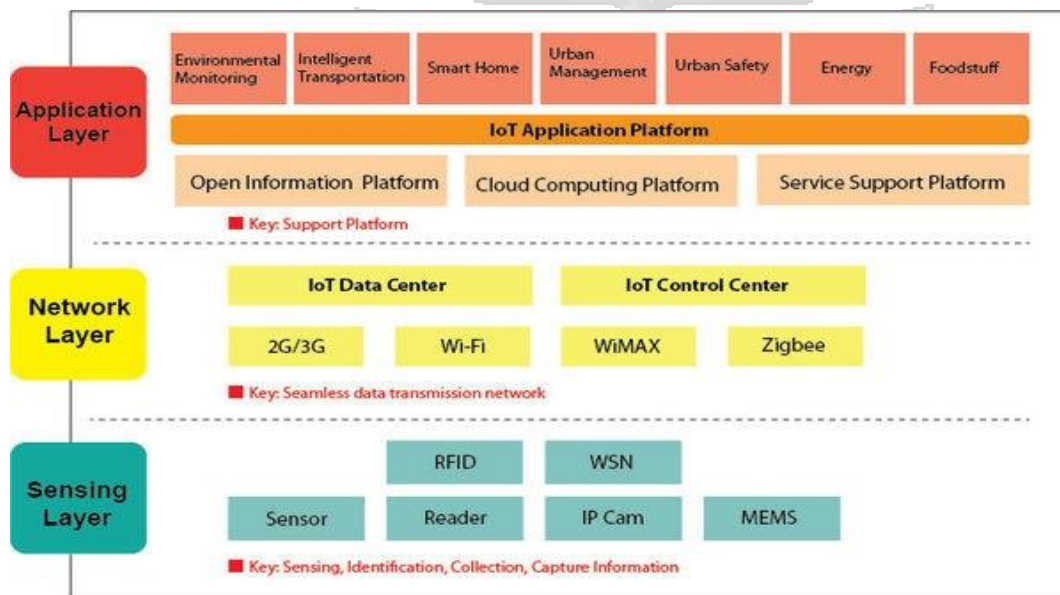 Application
Layer
Environmental
Monitoring
Intelligent
Transportation
Smart Home
Urban
Management
Urban Safety
Energy
Foodstuff
IoT Application Platform
Open Information Platform
Cloud Computing Platform
Service Support Platform
Key: Support Platform
Network
Layer
IoT Data Center
IoT Control Center
2G/3G
Wi-Fi
WiMAX
Zigbee
Key: Seamless data transmission network
Sensing
Layer
RFID
WSN
Sensor
Reader
IP Cam
MEMS
Key: Sensing, Identification, Collection, Capture Information